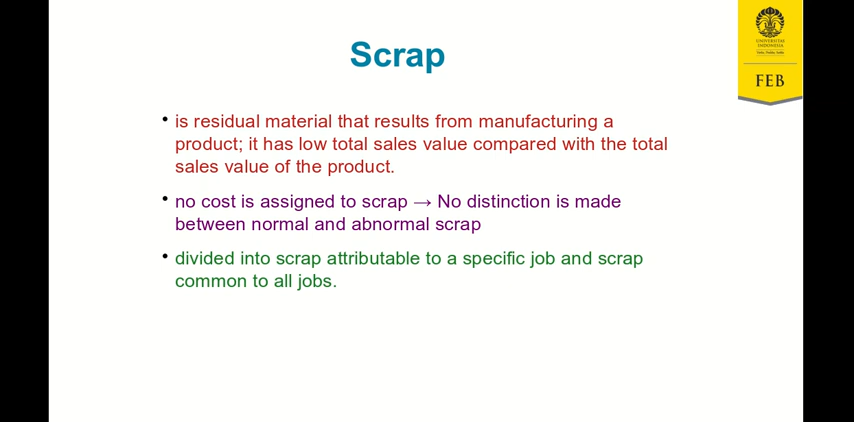 Scrap
UNIVERSITAS
INDONESIA
FEB
• is residual material that results from manufacturing a
product; it has low total sales value compared with the total
sales value of the product.
• no cost is assigned to scrap → No distinction is made
between normal and abnormal scrap
• divided into scrap attributable to a specific job and scrap
common to all jobs.